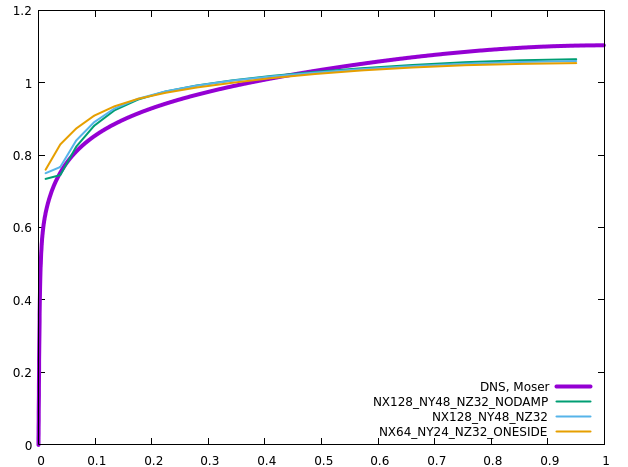 1.2
1
0.8
0.6
0.4
0.2
0
DNS, Moser
NX128_NY48_NZ32_NODAMP
NX128_NY48_NZ32
NX64_NY24_NZ32_ONESIDE
0 0.1 0.2 0.3 0.4 0.5 0.6 0.7 0.8 0.9 1